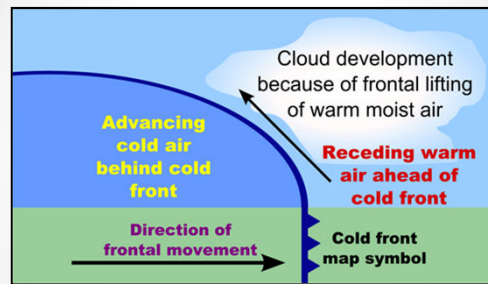 Cloud development
because of frontal lifting
of warm moist air
Advancing
cold air
behind cold
front
Receding warm
air ahead of
cold front
Direction of
frontal movement
Cold front
map symbol